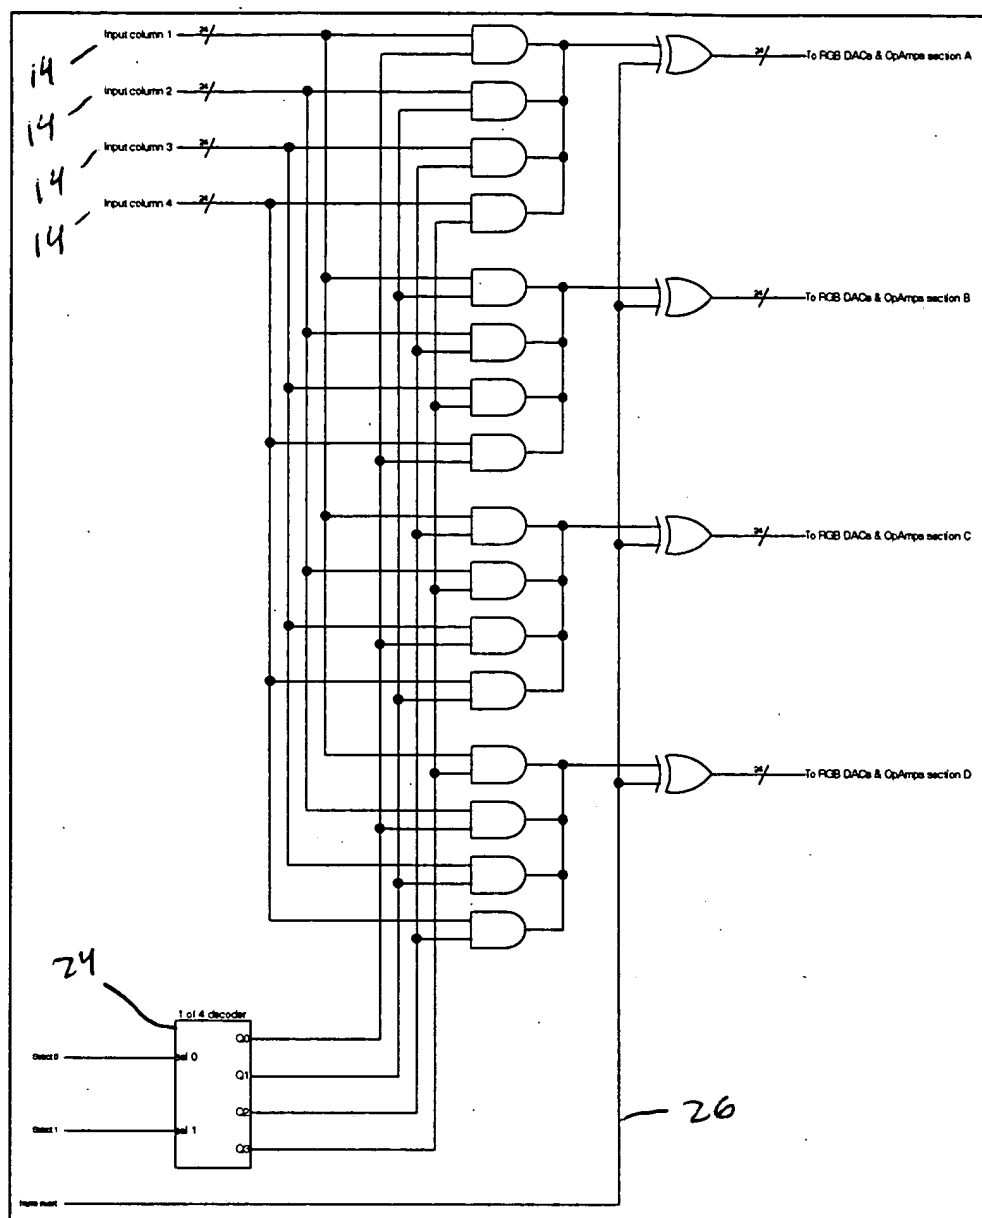 14 Input column 1 24
To RGB DACs & OpAmps section A
14 Input column 2 24
14 Input column 3 24
14 Input column 4 24
24
24 To RGB DACs & OpAmps section B
24 To RGB DACs & OpAmps section C
24 To RGB DACs & OpAmps section D
24
1 of 4 decoder
Q0
Select 0 sel 0
Q1
Q2
26
Select 1 sel 1
Q3